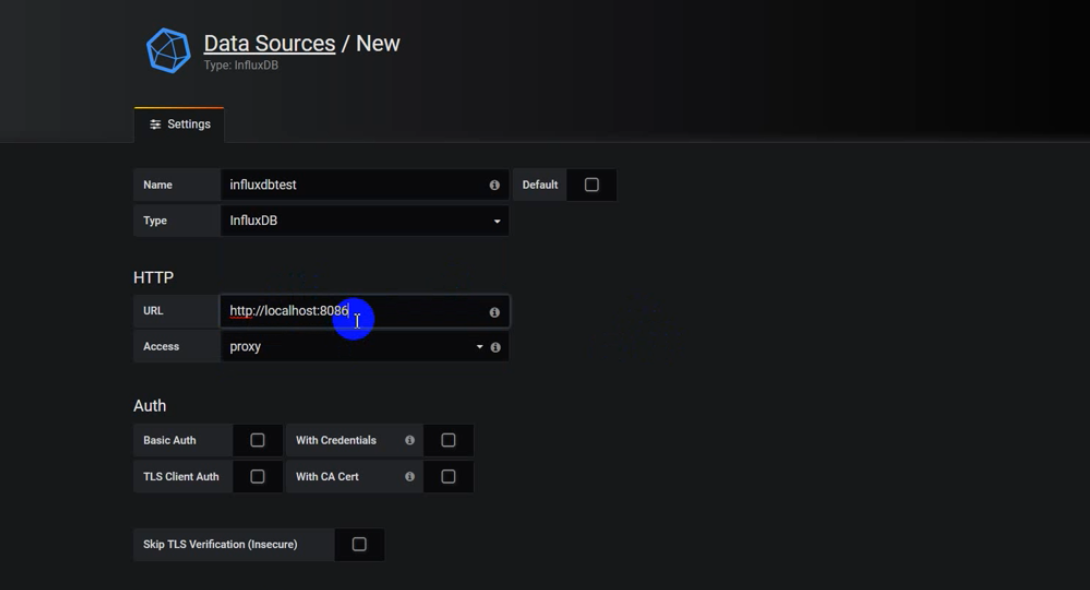 Data Sources / New
Type: InfluxDB
Settings
Name influxdbtest Default
Type InfluxDB
HTTP
URL http://localhost:8086
Access proxy
Auth
Basic Auth With Credentials
TLS Client Auth With CA Cert
Skip TLS Verification (Insecure)